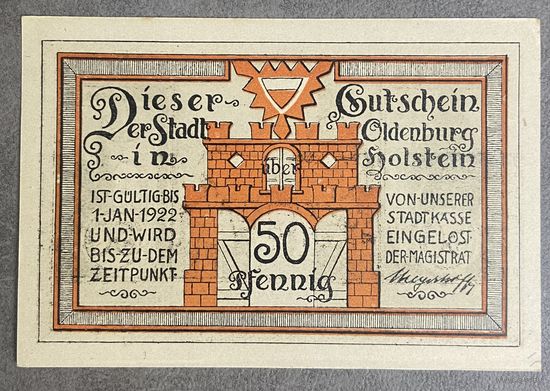 Dieser Gutschein
Der Stadt Oldenburg
in Holstein
über
50
Pfennig
IST·GÜLTIG·BIS
1·JAN·1922
UND·WIRD
BIS·ZU·DEM
ZEITPUNKT·
VON·UNSERER
STADTKASSE
EINGELÖST
DER·MAGISTRAT